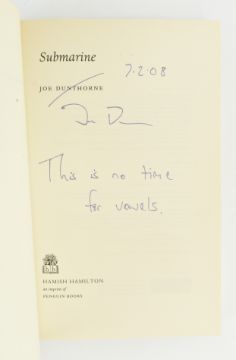 Submarine
7.2.08
JOE DUNTHORNE
This is no time
for vowels.
HAMISH HAMILTON
an imprint of
PENGUIN BOOKS